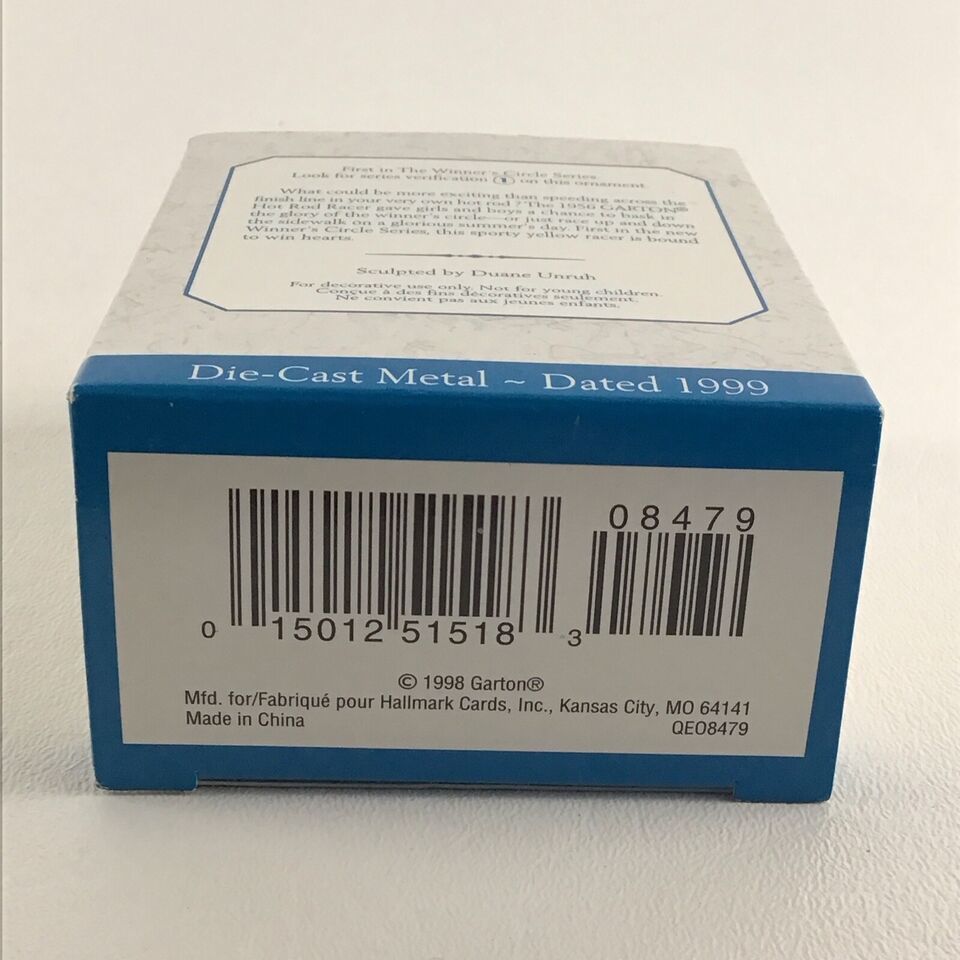 First in The Winner's Circle Series
Look for series verification 1 on this ornament.
What could be more exciting than speeding across the
finish line in your very own hot rod? The 1956 GARTON®
Hot Rod Racer gave girls and boys a chance to bask in
the glory of the winner's circle—or just race up and down
the sidewalk on a glorious summer's day. First in the new
Winner's Circle Series, this sporty yellow racer is bound
to win hearts.
Sculpted by Duane Unruh
For decorative use only. Not for young children.
Conçue à des fins décoratives seulement.
Ne convient pas aux jeunes enfants.
Die-Cast Metal ~ Dated 1999
08479
0 15012 51518 3
© 1998 Garton®
Mfd. for/Fabriqué pour Hallmark Cards, Inc., Kansas City, MO 64141
Made in China QEO8479